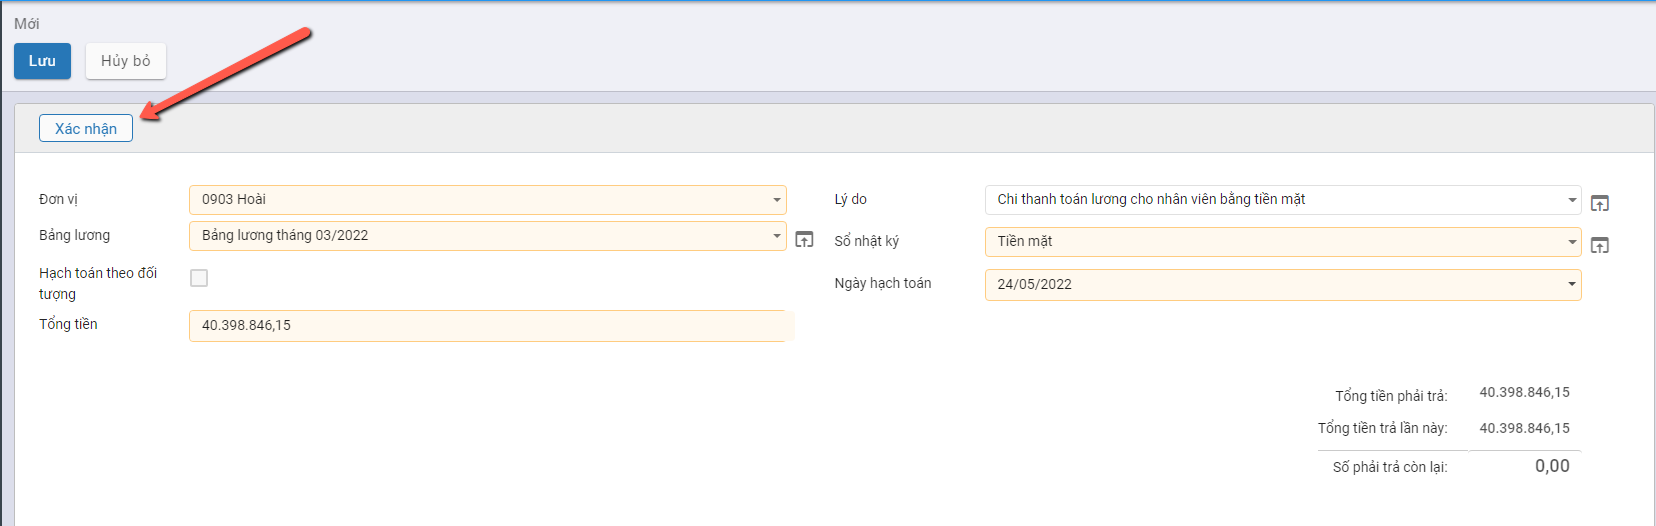 Mới
Lưu Hủy bỏ
Xác nhận
Đơn vị 0903 Hoài Lý do Chi thanh toán lương cho nhân viên bằng tiền mặt
Bảng lương Bảng lương tháng 03/2022 Sổ nhật ký Tiền mặt
Hạch toán theo đối
tượng
Ngày hạch toán 24/05/2022
Tổng tiền 40.398.846,15
Tổng tiền phải trả: 40.398.846,15
Tổng tiền trả lần này: 40.398.846,15
Số phải trả còn lại: 0,00